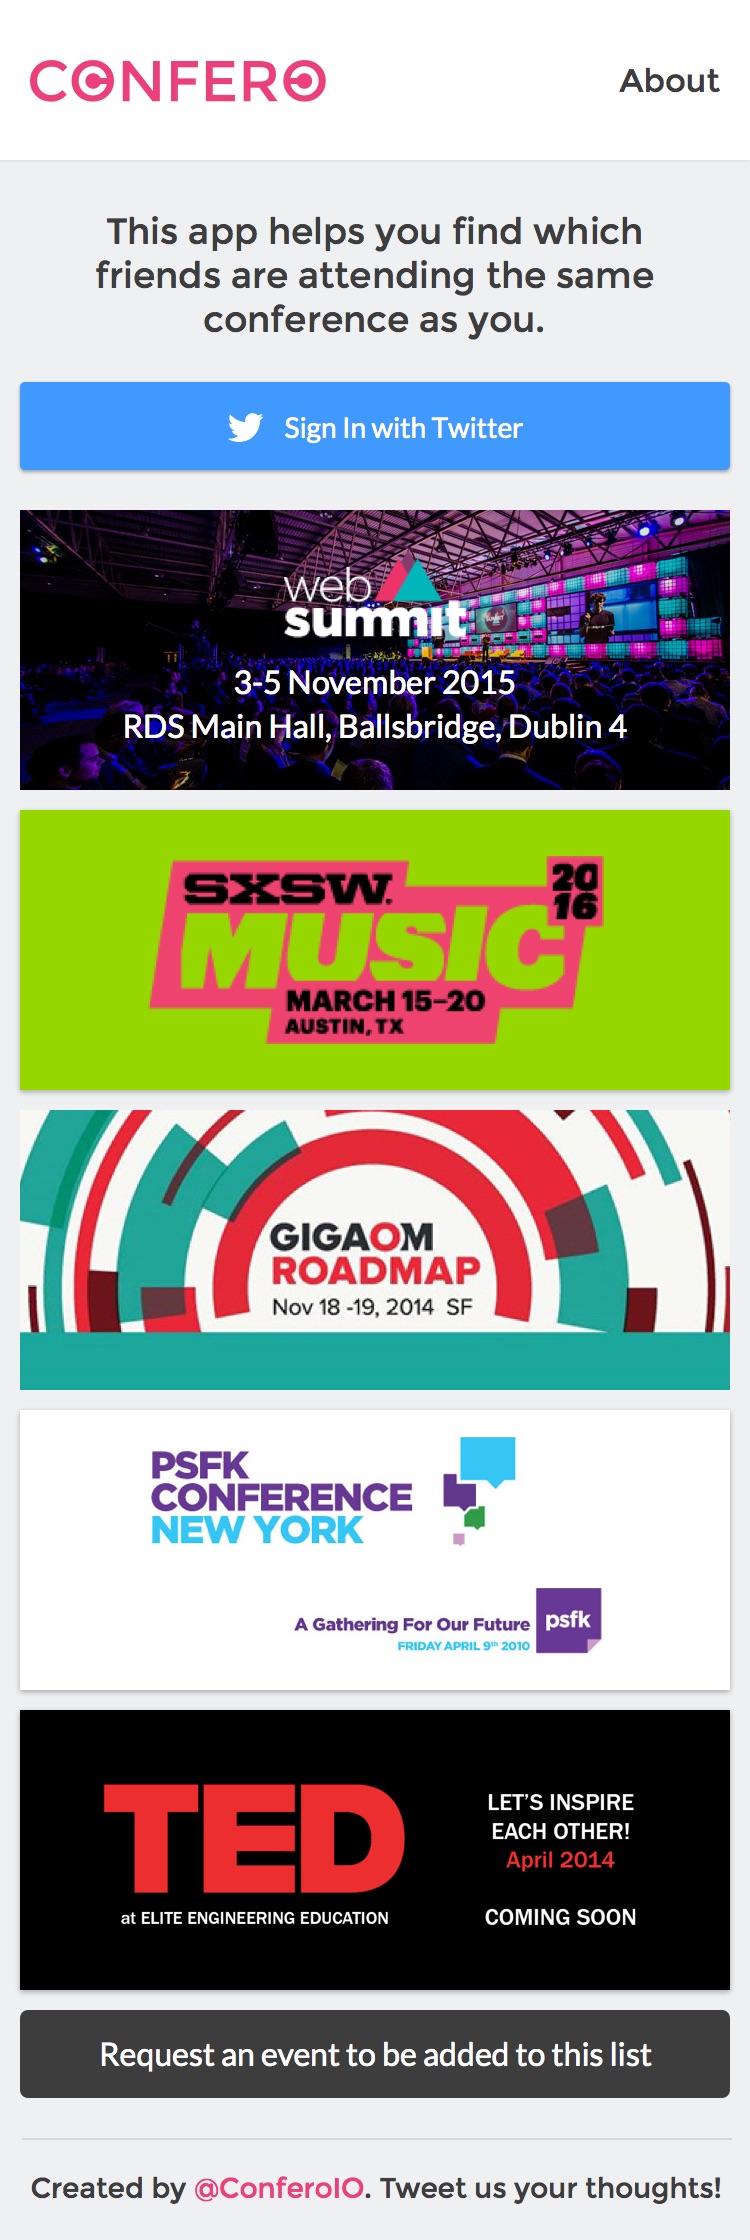 CONFERO
About
This app helps you find which
friends are attending the same
conference as you.
Sign In with Twitter
web
summit
3-5 November 2015
RDS Main Hall, Ballsbridge, Dublin 4
SXSW.
20
16
MUSIC
MARCH 15-20
AUSTIN, TX
GIGAOM
ROADMAP
Nov 18 -19, 2014 SF
PSFK
CONFERENCE
NEW YORK
A Gathering For Our Future
psfk
FRIDAY APRIL 9th 2010
TED
at ELITE ENGINEERING EDUCATION
LET'S INSPIRE
EACH OTHER!
April 2014
COMING SOON
Request an event to be added to this list
Created by @ConferoIO. Tweet us your thoughts!